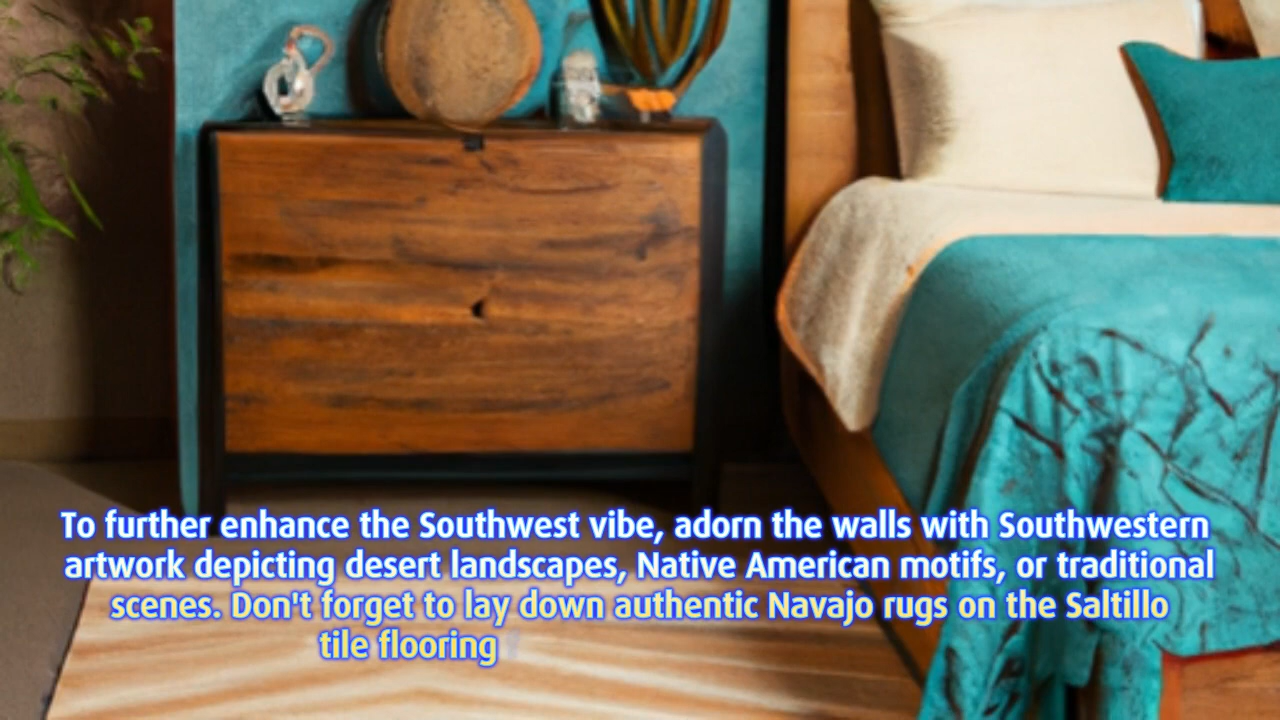 To further enhance the Southwest vibe, adorn the walls with Southwestern
artwork depicting desert landscapes, Native American motifs, or traditional
scenes. Don't forget to lay down authentic Navajo rugs on the Saltillo
tile flooring